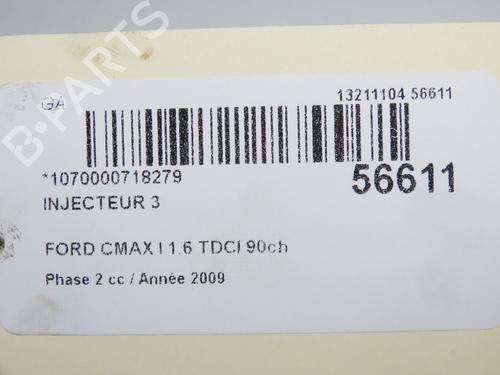 GA
13211104 56611
B-PARTS
*1070000718279
56611
INJECTEUR 3
FORD CMAX I 1.6 TDCI 90ch
Phase 2 cc / Année 2009